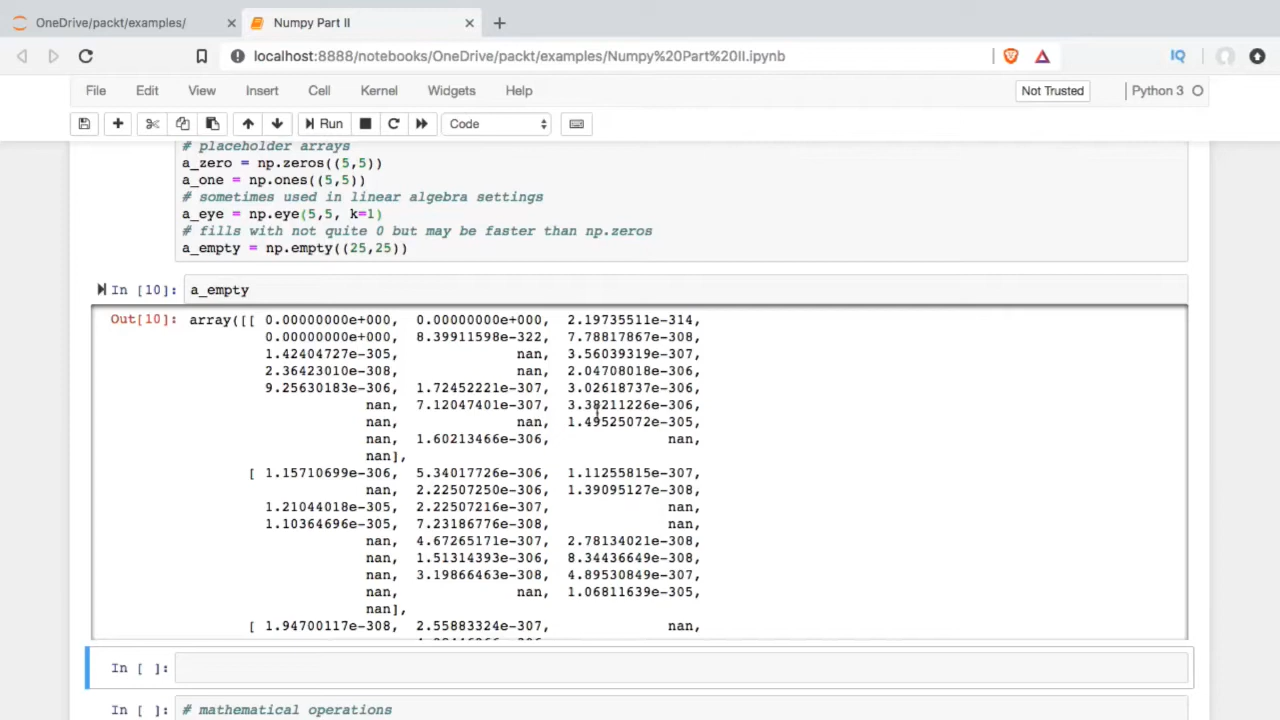 OneDrive/packt/examples/ Numpy Part II
localhost:8888/notebooks/OneDrive/packt/examples/Numpy%20Part%20II.ipynb IQ
File Edit View Insert Cell Kernel Widgets Help Not Trusted Python 3
Run Code
# placeholder arrays
a_zero = np.zeros((5,5))
a_one = np.ones((5,5))
# sometimes used in linear algebra settings
a_eye = np.eye(5,5, k=1)
# fills with not quite 0 but may be faster than np.zeros
a_empty = np.empty((25,25))
In [10]: a_empty
Out[10]: array([[ 0.00000000e+000, 0.00000000e+000, 2.19735511e-314,
0.00000000e+000, 8.39911598e-322, 7.78817867e-308,
1.42404727e-305, nan, 3.56039319e-307,
2.36423010e-308, nan, 2.04708018e-306,
9.25630183e-306, 1.72452221e-307, 3.02618737e-306,
nan, 7.12047401e-307, 3.38211226e-306,
nan, nan, 1.49525072e-305,
nan, 1.60213466e-306, nan,
nan],
[ 1.15710699e-306, 5.34017726e-306, 1.11255815e-307,
nan, 2.22507250e-306, 1.39095127e-308,
1.21044018e-305, 2.22507216e-307, nan,
1.10364696e-305, 7.23186776e-308, nan,
nan, 4.67265171e-307, 2.78134021e-308,
nan, 1.51314393e-306, 8.34436649e-308,
nan, 3.19866463e-308, 4.89530849e-307,
nan, nan, 1.06811639e-305,
nan],
[ 1.94700117e-308, 2.55883324e-307, nan,
In [ ]:
In [ ]: # mathematical operations